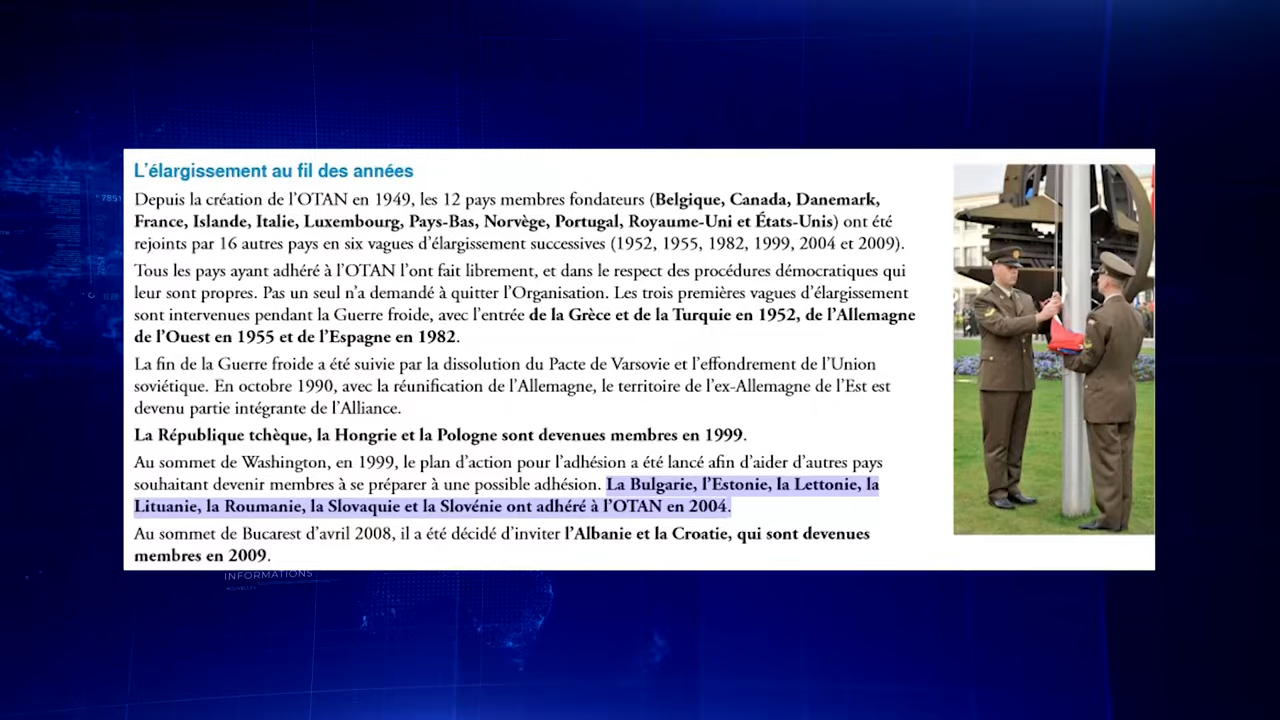 L'élargissement au fil des années
Depuis la création de l'OTAN en 1949, les 12 pays membres fondateurs (Belgique, Canada, Danemark,
France, Islande, Italie, Luxembourg, Pays-Bas, Norvège, Portugal, Royaume-Uni et États-Unis) ont été
rejoints par 16 autres pays en six vagues d'élargissement successives (1952, 1955, 1982, 1999, 2004 et 2009).
Tous les pays ayant adhéré à l'OTAN l'ont fait librement, et dans le respect des procédures démocratiques qui
leur sont propres. Pas un seul n'a demandé à quitter l'Organisation. Les trois premières vagues d'élargissement
sont intervenues pendant la Guerre froide, avec l'entrée de la Grèce et de la Turquie en 1952, de l'Allemagne
de l'Ouest en 1955 et de l'Espagne en 1982.
La fin de la Guerre froide a été suivie par la dissolution du Pacte de Varsovie et l'effondrement de l'Union
soviétique. En octobre 1990, avec la réunification de l'Allemagne, le territoire de l'ex-Allemagne de l'Est est
devenu partie intégrante de l'Alliance.
La République tchèque, la Hongrie et la Pologne sont devenues membres en 1999.
Au sommet de Washington, en 1999, le plan d'action pour l'adhésion a été lancé afin d'aider d'autres pays
souhaitant devenir membres à se préparer à une possible adhésion. La Bulgarie, l'Estonie, la Lettonie, la
Lituanie, la Roumanie, la Slovaquie et la Slovénie ont adhéré à l'OTAN en 2004.
Au sommet de Bucarest d'avril 2008, il a été décidé d'inviter l'Albanie et la Croatie, qui sont devenues
membres en 2009.
INFORMATIONS